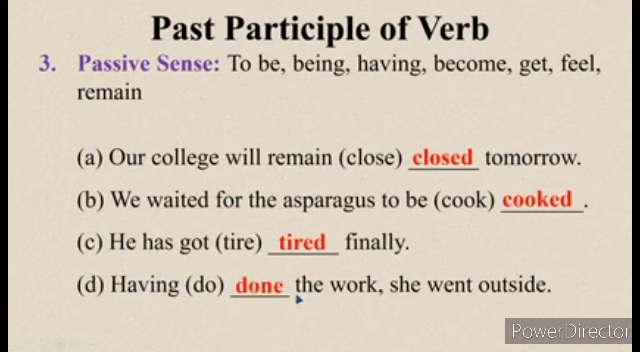 Past Participle of Verb
3. Passive Sense: To be, being, having, become, get, feel,
remain
(a) Our college will remain (close) closed tomorrow.
(b) We waited for the asparagus to be (cook) cooked .
(c) He has got (tire) tired finally.
(d) Having (do) done the work, she went outside.
PowerDirector